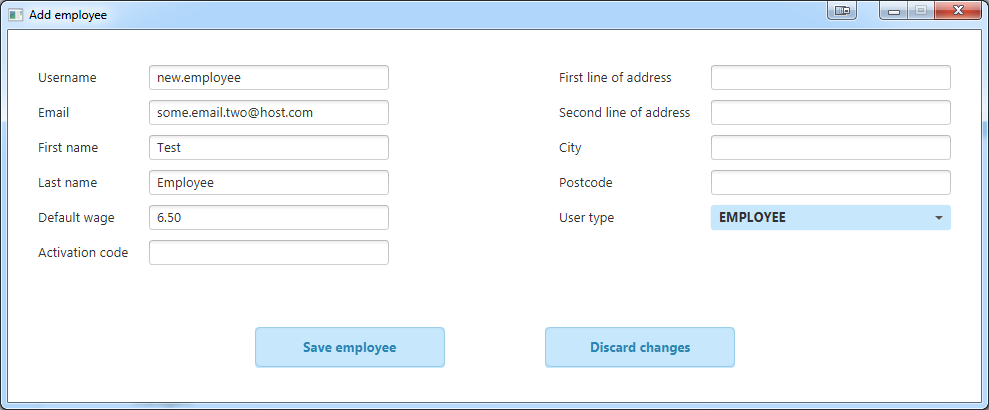 Add employee
Username new.employee
Email some.email.two@host.com
First name Test
Last name Employee
Default wage 6.50
Activation code
First line of address
Second line of address
City
Postcode
User type EMPLOYEE
Save employee
Discard changes